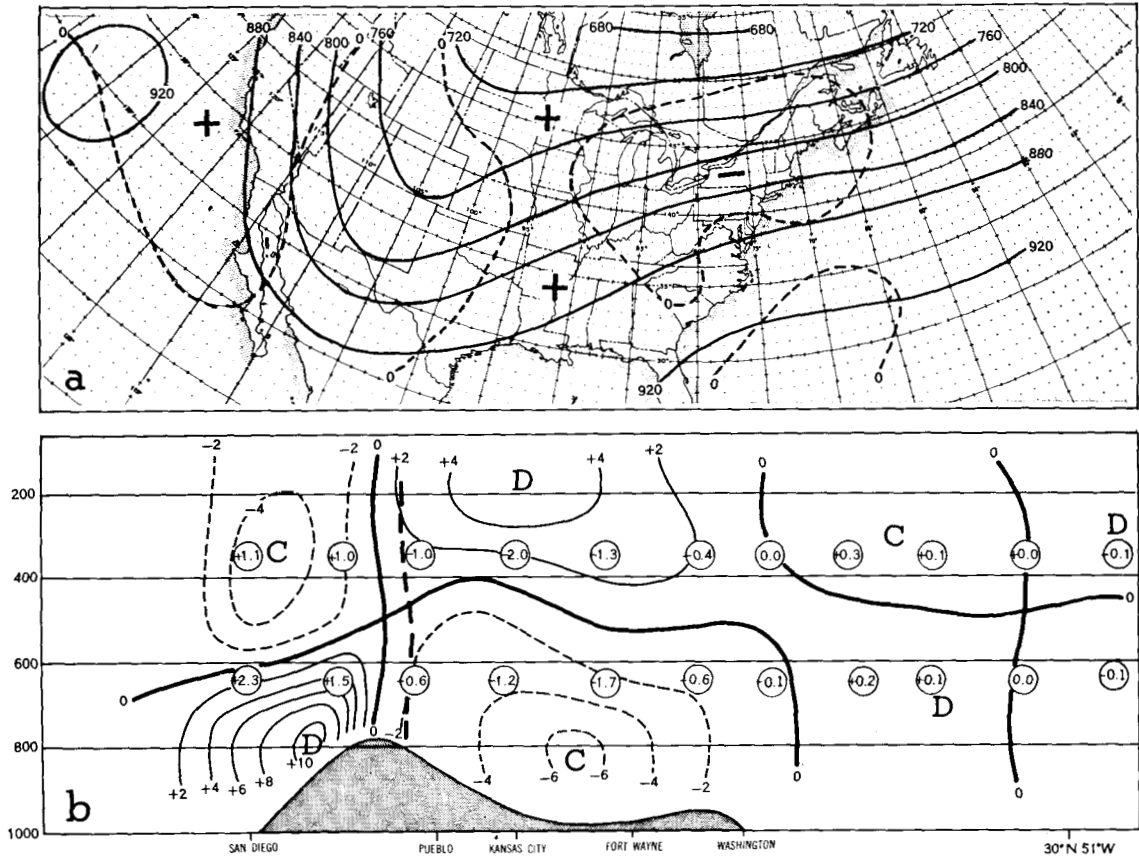 0 880 840 800 0 760 0 720 680 680 720 760
920 800
+ + 840
− 880
+ 0 920
a 0 920 0 0
−2 −2 0 +2 +4 D +4 +2 0 0
200
−4 C D
+1.1 C +1.0 −1.0 −2.0 −1.3 −0.4 0.0 +0.3 +0.1 +0.0 −0.1
400
0
600
+2.3 +1.5 −0.6 −1.2 −1.7 −0.6 −0.1 +0.2 +0.1 0.0 −0.1
0 D
0 −2
800 D C
+10 −4 −6 −6 −4 −2 0
+2 +4 +6 +8 0
b
1000
SAN DIEGO PUEBLO KANSAS CITY FORT WAYNE WASHINGTON 30° N 51° W